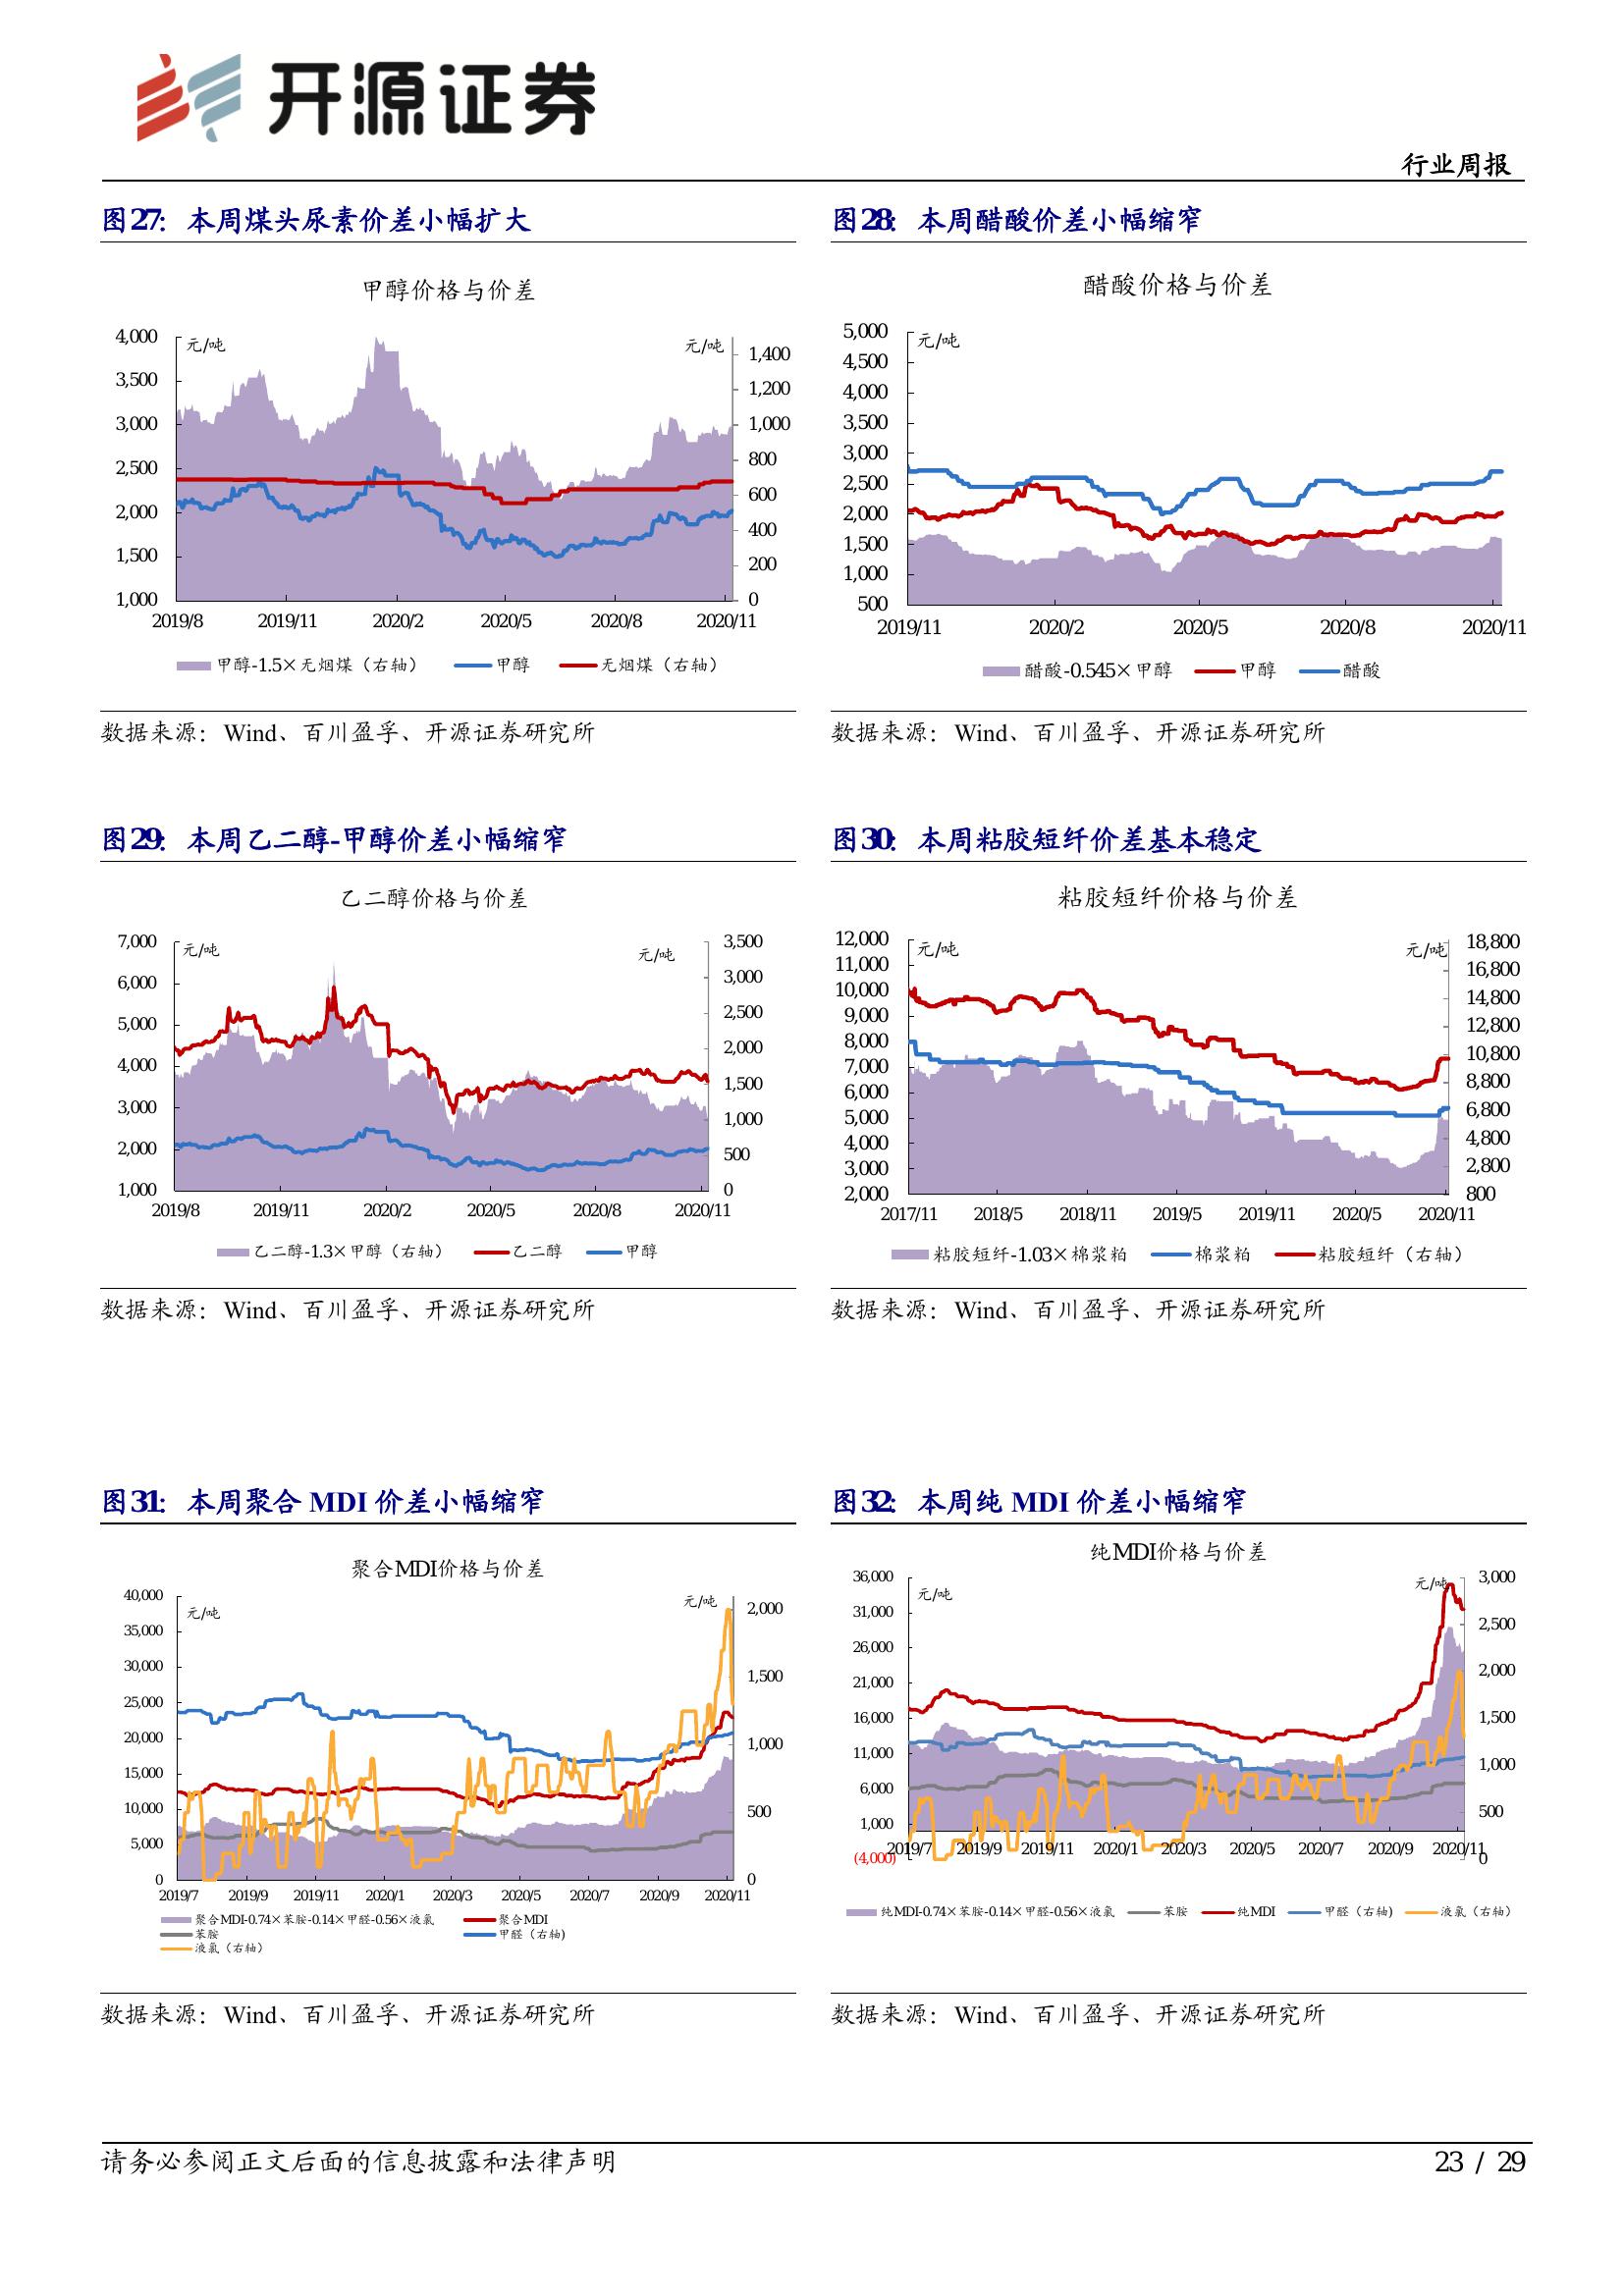 开源证券
行业周报
图27: 本周煤头尿素价差小幅扩大
甲醇价格与价差
元/吨
元/吨
4,000
3,500
3,000
2,500
2,000
1,500
1,000
1,400
1,200
1,000
800
600
400
200
0
2019/8 2019/11 2020/2 2020/5 2020/8 2020/11
甲醇-1.5×无烟煤（右轴） 甲醇 无烟煤（右轴）
数据来源：Wind、百川盈孚、开源证券研究所
图28: 本周醋酸价差小幅缩窄
醋酸价格与价差
元/吨
5,000
4,500
4,000
3,500
3,000
2,500
2,000
1,500
1,000
500
2019/11 2020/2 2020/5 2020/8 2020/11
醋酸-0.545×甲醇 甲醇 醋酸
数据来源：Wind、百川盈孚、开源证券研究所
图29: 本周乙二醇-甲醇价差小幅缩窄
乙二醇价格与价差
元/吨
元/吨
7,000
6,000
5,000
4,000
3,000
2,000
1,000
3,500
3,000
2,500
2,000
1,500
1,000
500
0
2019/8 2019/11 2020/2 2020/5 2020/8 2020/11
乙二醇-1.3×甲醇（右轴） 乙二醇 甲醇
数据来源：Wind、百川盈孚、开源证券研究所
图30: 本周粘胶短纤价差基本稳定
粘胶短纤价格与价差
元/吨
元/吨
12,000
11,000
10,000
9,000
8,000
7,000
6,000
5,000
4,000
3,000
2,000
18,800
16,800
14,800
12,800
10,800
8,800
6,800
4,800
2,800
800
2017/11 2018/5 2018/11 2019/5 2019/11 2020/5 2020/11
粘胶短纤-1.03×棉浆粕 棉浆粕 粘胶短纤（右轴）
数据来源：Wind、百川盈孚、开源证券研究所
图31: 本周聚合 MDI 价差小幅缩窄
聚合MDI价格与价差
元/吨
元/吨
40,000
35,000
30,000
25,000
20,000
15,000
10,000
5,000
0
2,000
1,500
1,000
500
0
2019/7 2019/9 2019/11 2020/1 2020/3 2020/5 2020/7 2020/9 2020/11
聚合MDI-0.74×苯胺-0.14×甲醛-0.56×液氯 聚合MDI
苯胺 甲醛（右轴）
液氯（右轴）
数据来源：Wind、百川盈孚、开源证券研究所
图32: 本周纯 MDI 价差小幅缩窄
纯MDI价格与价差
元/吨
元/吨
36,000
31,000
26,000
21,000
16,000
11,000
6,000
1,000
(4,000)
3,000
2,500
2,000
1,500
1,000
500
0
2019/7 2019/9 2019/11 2020/1 2020/3 2020/5 2020/7 2020/9 2020/11
纯MDI-0.74×苯胺-0.14×甲醛-0.56×液氯 苯胺 纯MDI 甲醛（右轴） 液氯（右轴）
数据来源：Wind、百川盈孚、开源证券研究所
请务必参阅正文后面的信息披露和法律声明
23 / 29